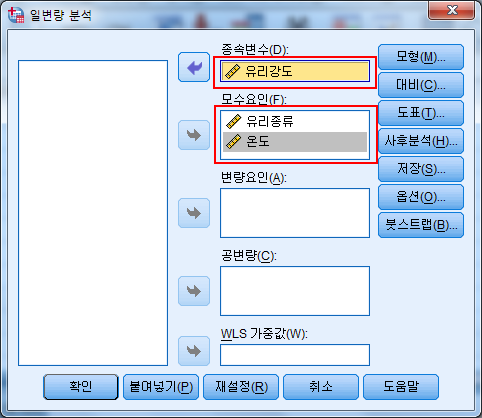 일변량 분석
종속변수(D):
유리강도
모수요인(F):
유리종류
온도
변량요인(A):
공변량(C):
WLS 가중값(W):
모형(M)...
대비(C)...
도표(T)...
사후분석(H)...
저장(S)...
옵션(O)...
붓스트랩(B)...
확인
붙여넣기(P)
재설정(R)
취소
도움말